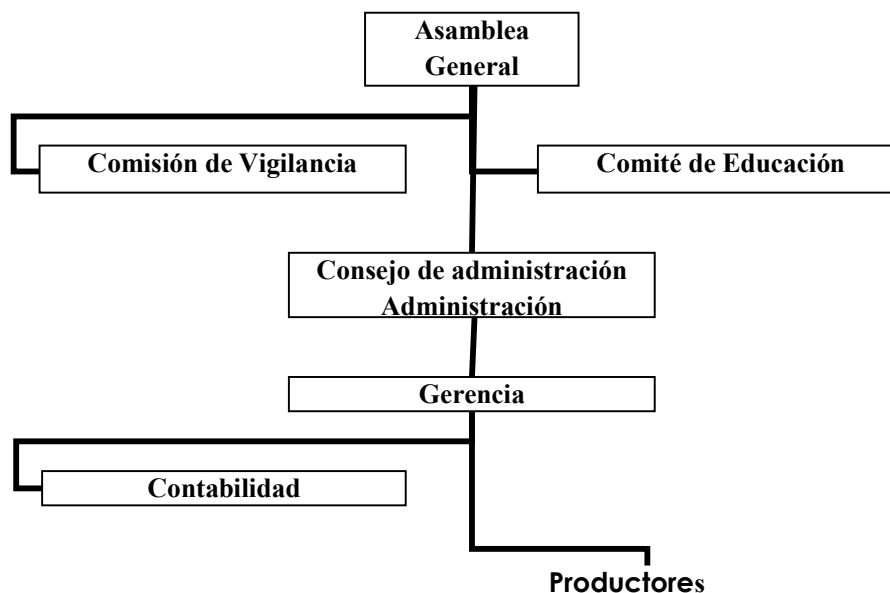 Asamblea
General
Comisión de Vigilancia
Comité de Educación
Consejo de administración
Administración
Gerencia
Contabilidad
Productores